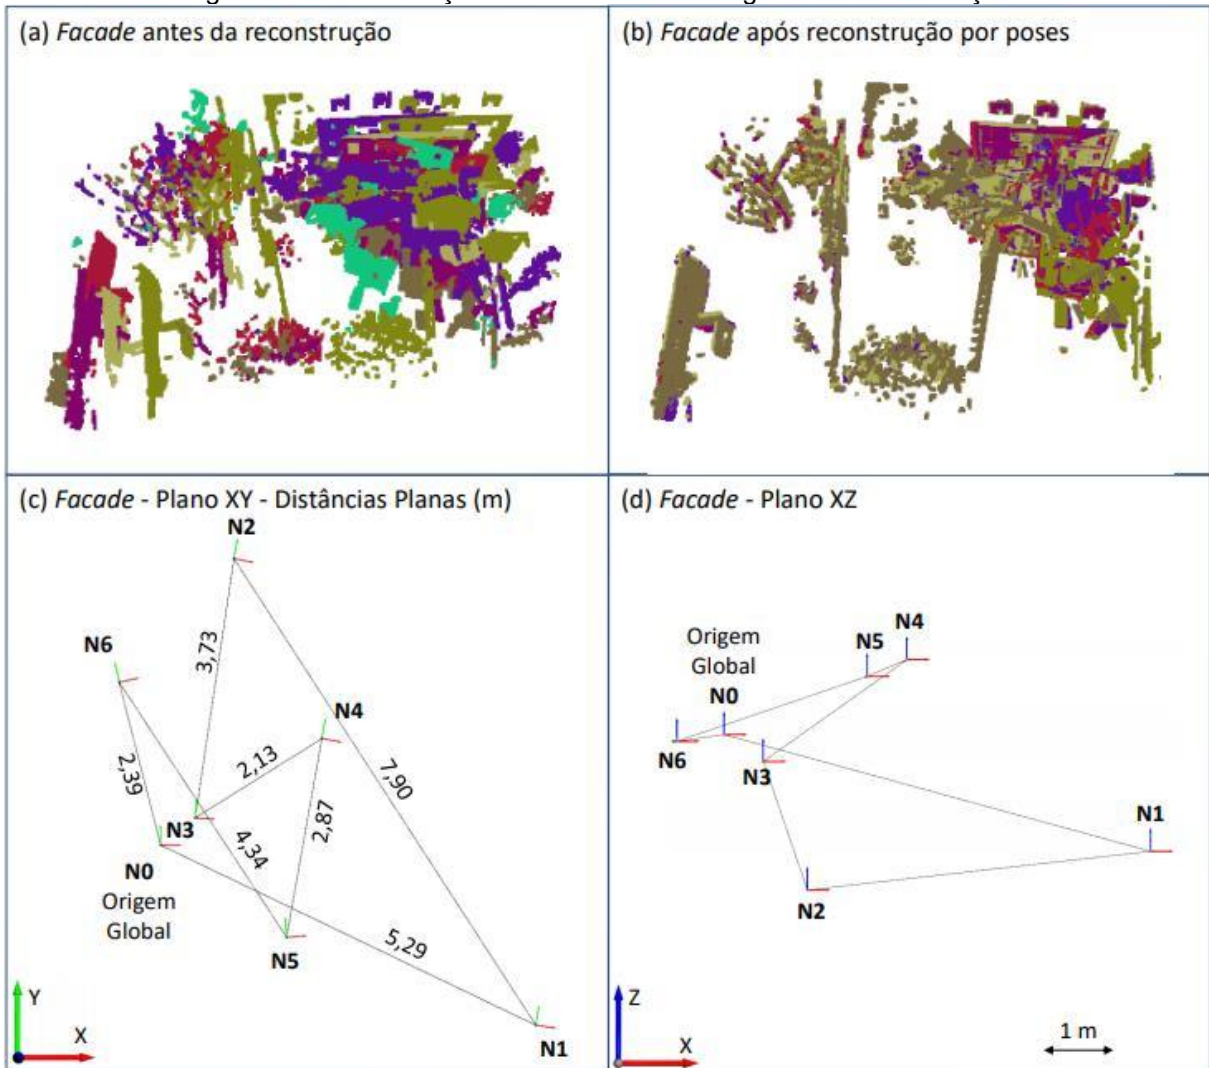 (a) Facade antes da reconstrução
(b) Facade após reconstrução por poses
(c) Facade - Plano XY - Distâncias Planas (m)
N2
N6
3,73
N4
2,39
2,13
7,90
N3
4,34
2,87
N0
Origem
Global
N5
5,29
N1
Y
X
(d) Facade - Plano XZ
Origem
Global
N0
N5
N4
N6
N3
N1
N2
Z
X
1 m